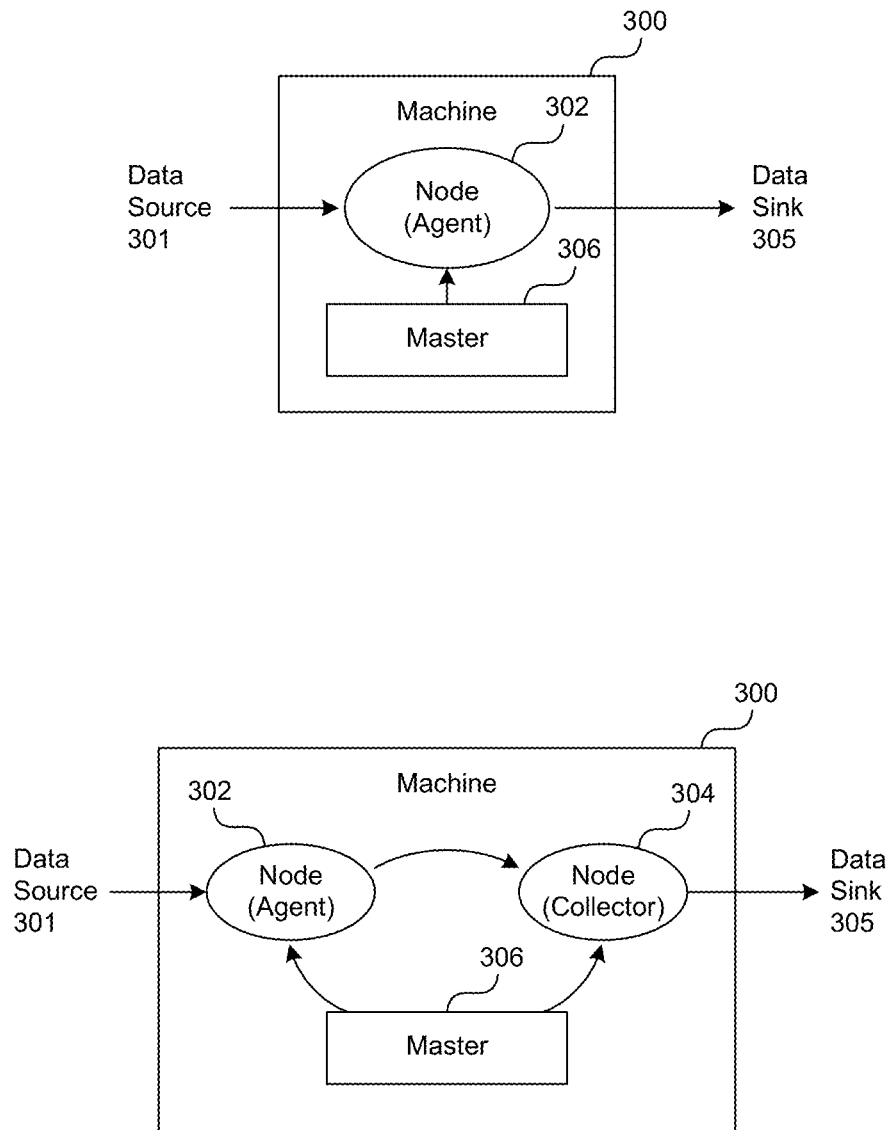 300
Machine
302
Data
Source
301
Node
(Agent)
Data
Sink
305
306
Master
300
Machine
302
304
Data
Source
301
Node
(Agent)
Node
(Collector)
Data
Sink
305
306
Master